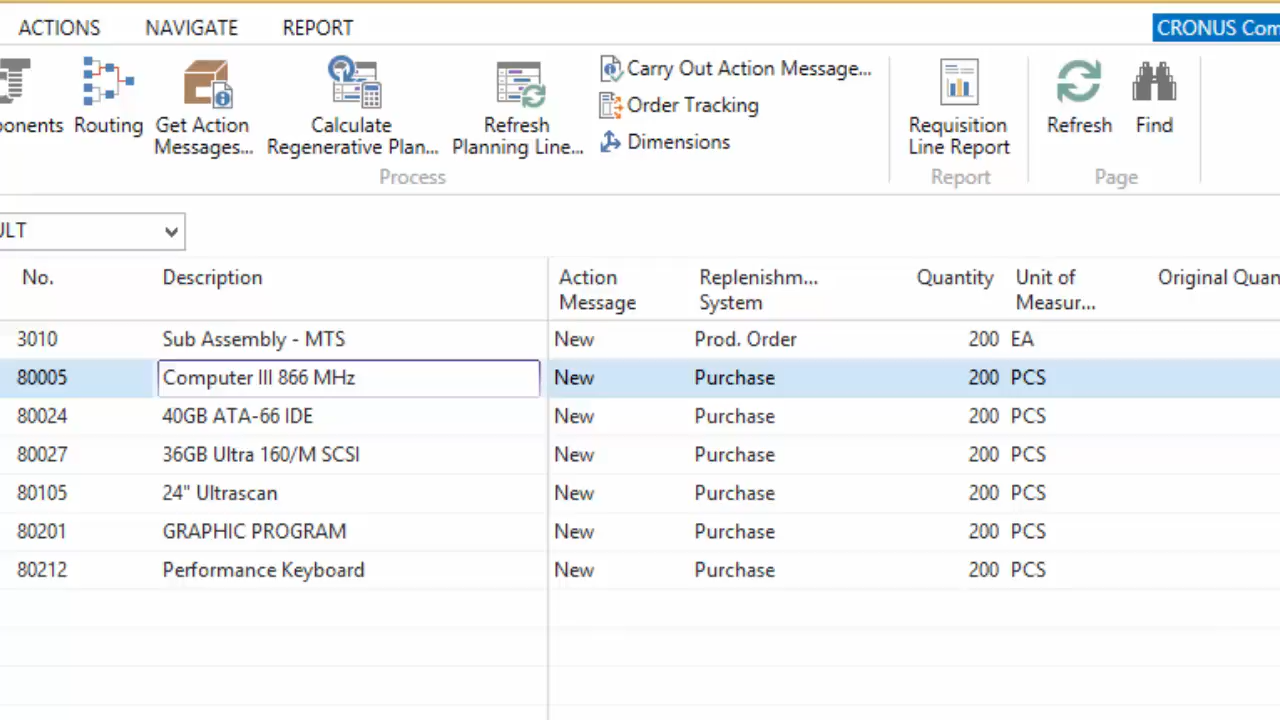 ACTIONS NAVIGATE REPORT CRONUS Com
ponents Routing Get Action Messages... Calculate Regenerative Plan... Refresh Planning Line... Carry Out Action Message...
Order Tracking
Dimensions
Requisition Line Report Refresh Find
Process Report Page
ULT
No. Description Action Message Replenishm... System Quantity Unit of Measur... Original Quan
3010 Sub Assembly - MTS New Prod. Order 200 EA
80005 Computer III 866 MHz New Purchase 200 PCS
80024 40GB ATA-66 IDE New Purchase 200 PCS
80027 36GB Ultra 160/M SCSI New Purchase 200 PCS
80105 24" Ultrascan New Purchase 200 PCS
80201 GRAPHIC PROGRAM New Purchase 200 PCS
80212 Performance Keyboard New Purchase 200 PCS